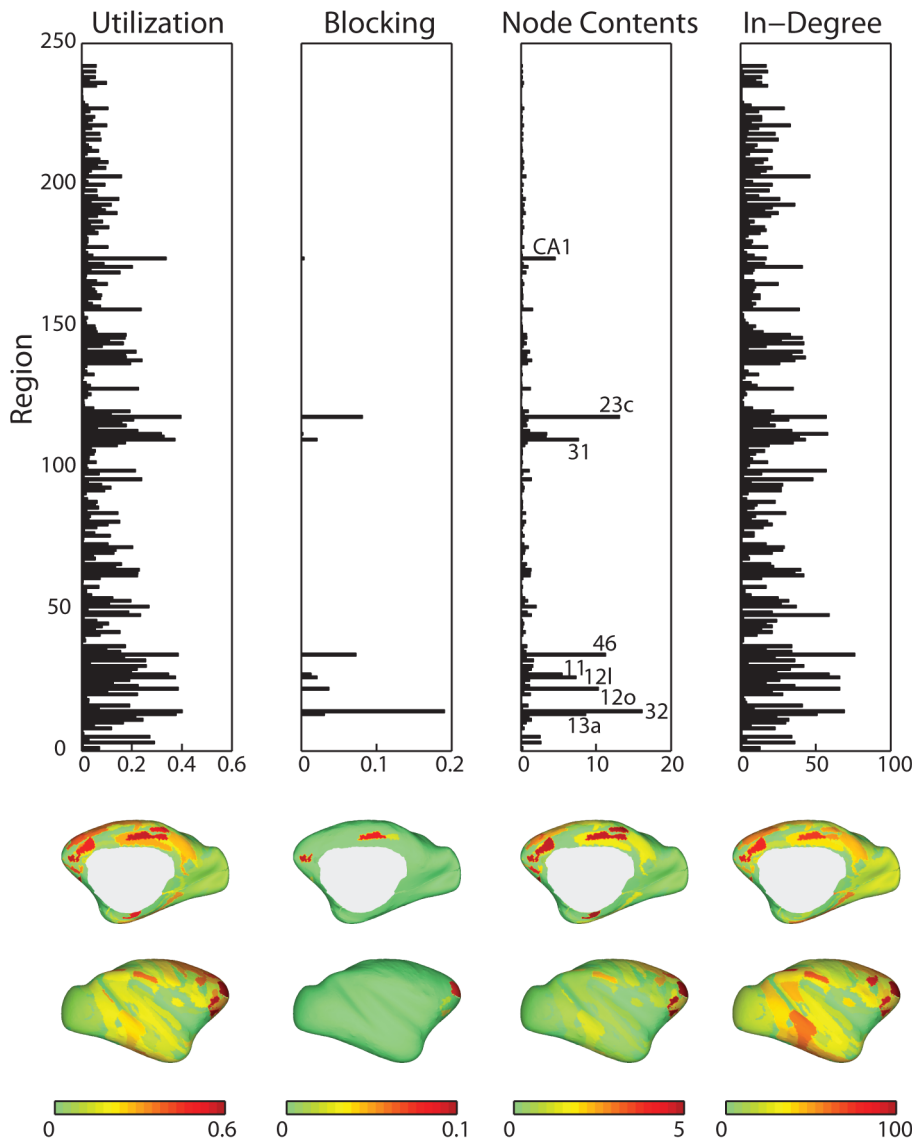 Utilization Blocking Node Contents In−Degree
250
200
150
100
50
0
Region
CA1
23c
31
46
11
12l
12o
32
13a
0 0.2 0.4 0.6
0 0.1 0.2
0 10 20
0 50 100
0 0.6
0 0.1
0 5
0 100